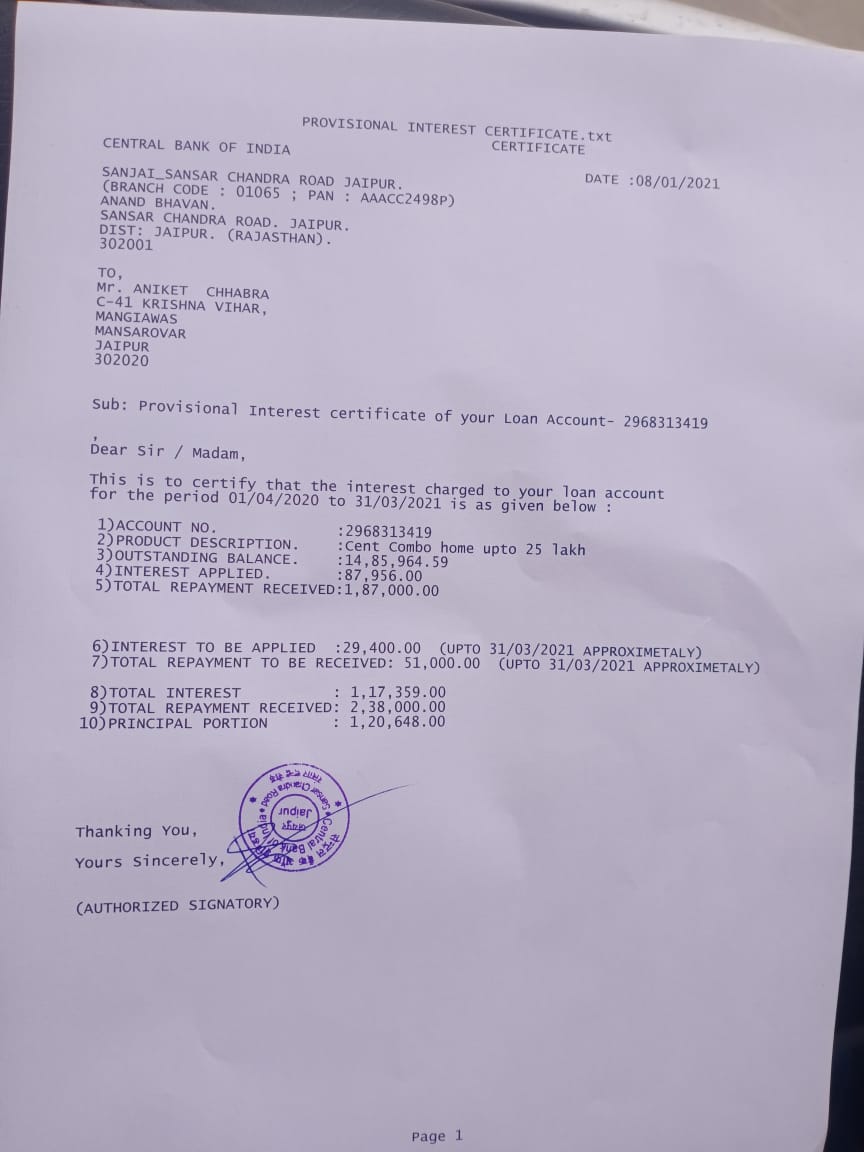 PROVISIONAL INTEREST CERTIFICATE.txt
CENTRAL BANK OF INDIA CERTIFICATE
SANJAI_SANSAR CHANDRA ROAD JAIPUR. DATE :08/01/2021
(BRANCH CODE : 01065 ; PAN : AAACC2498P)
ANAND BHAVAN.
SANSAR CHANDRA ROAD. JAIPUR.
DIST: JAIPUR. (RAJASTHAN).
302001
TO,
Mr. ANIKET CHHABRA
C-41 KRISHNA VIHAR,
MANGIAWAS
MANSAROVAR
JAIPUR
302020
Sub: Provisional Interest certificate of your Loan Account- 2968313419
,
Dear Sir / Madam,
This is to certify that the interest charged to your loan account
for the period 01/04/2020 to 31/03/2021 is as given below :
1)ACCOUNT NO. :2968313419
2)PRODUCT DESCRIPTION. :Cent Combo home upto 25 lakh
3)OUTSTANDING BALANCE. :14,85,964.59
4)INTEREST APPLIED. :87,956.00
5)TOTAL REPAYMENT RECEIVED:1,87,000.00
6)INTEREST TO BE APPLIED :29,400.00 (UPTO 31/03/2021 APPROXIMETALY)
7)TOTAL REPAYMENT TO BE RECEIVED: 51,000.00 (UPTO 31/03/2021 APPROXIMETALY)
8)TOTAL INTEREST : 1,17,359.00
9)TOTAL REPAYMENT RECEIVED: 2,38,000.00
10)PRINCIPAL PORTION : 1,20,648.00
Central Bank of India
Sansar Chandra Road
जयपुर
Jaipur
Thanking You,
Yours Sincerely,
(AUTHORIZED SIGNATORY)
Page 1